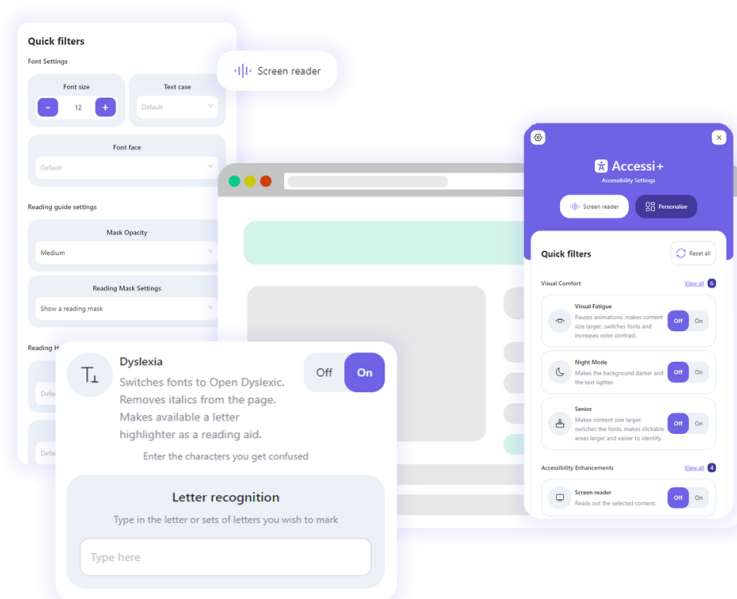 Quick filters
Font Settings
Font size
Text case
- 12 +
Default
Font face
Default
Reading guide settings
Mask Opacity
Medium
Reading Mask Settings
Show a reading mask
Reading H
Screen reader
Dyslexia
Switches fonts to Open Dyslexic.
Removes italics from the page.
Makes available a letter
highlighter as a reading aid.
Off On
Enter the characters you get confused
Letter recognition
Type in the letter or sets of letters you wish to mark
Type here
Accessi+
Accessibility Settings
Screen reader
Personalise
Quick filters
Reset all
Visual Comfort
View all 6
Visual Fatigue
Pauses animations, makes content
size larger, switches fonts and
increases color contrast.
Off On
Night Mode
Makes the background darker and
the text lighter.
Off On
Senior
Makes content size larger,
switches the fonts, makes clickable
areas larger and easier to identify.
Off On
Accessibility Enhancements
View all 4
Screen reader
Reads out the selected content.
Off On